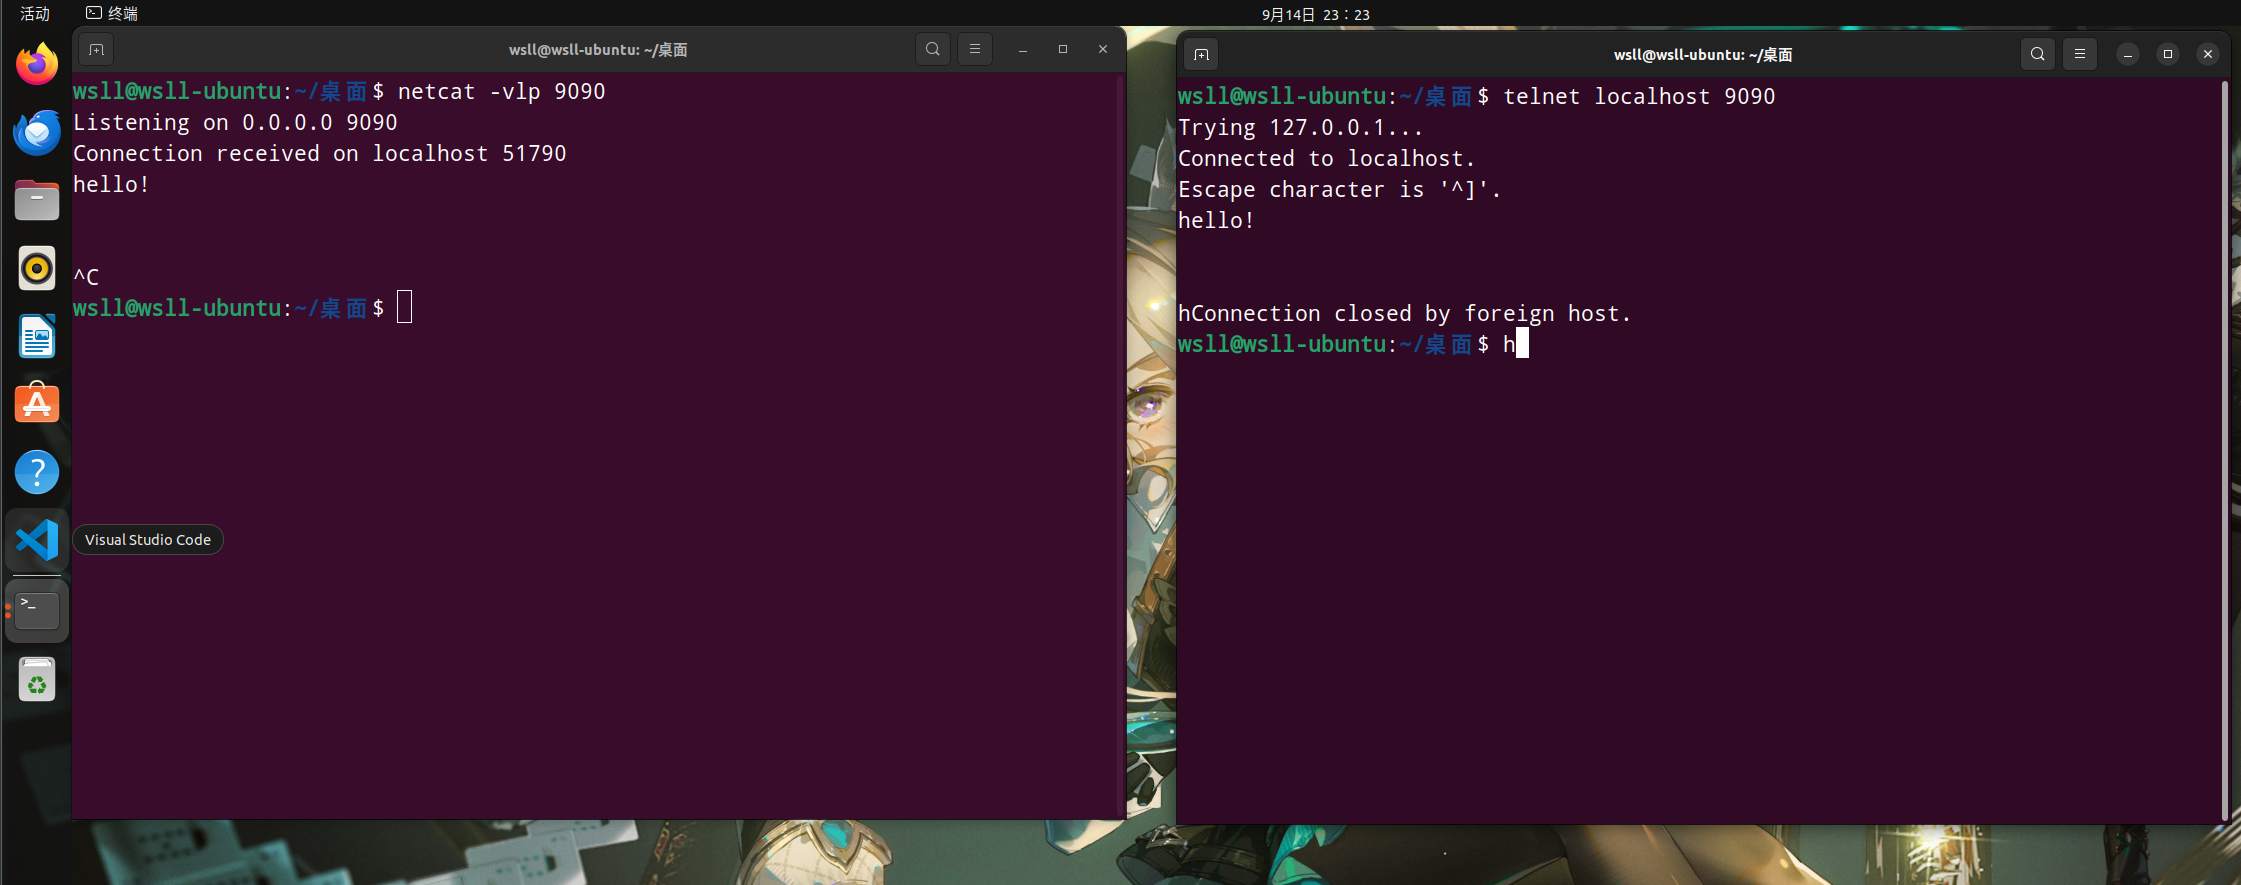 活动 终端 9月14日 23：23
wsll@wsll-ubuntu: ~/桌面
wsll@wsll-ubuntu:~/桌面$ netcat -vlp 9090
Listening on 0.0.0.0 9090
Connection received on localhost 51790
hello!
^C
wsll@wsll-ubuntu:~/桌面$
Visual Studio Code
wsll@wsll-ubuntu: ~/桌面
wsll@wsll-ubuntu:~/桌面$ telnet localhost 9090
Trying 127.0.0.1...
Connected to localhost.
Escape character is '^]'.
hello!
hConnection closed by foreign host.
wsll@wsll-ubuntu:~/桌面$ h